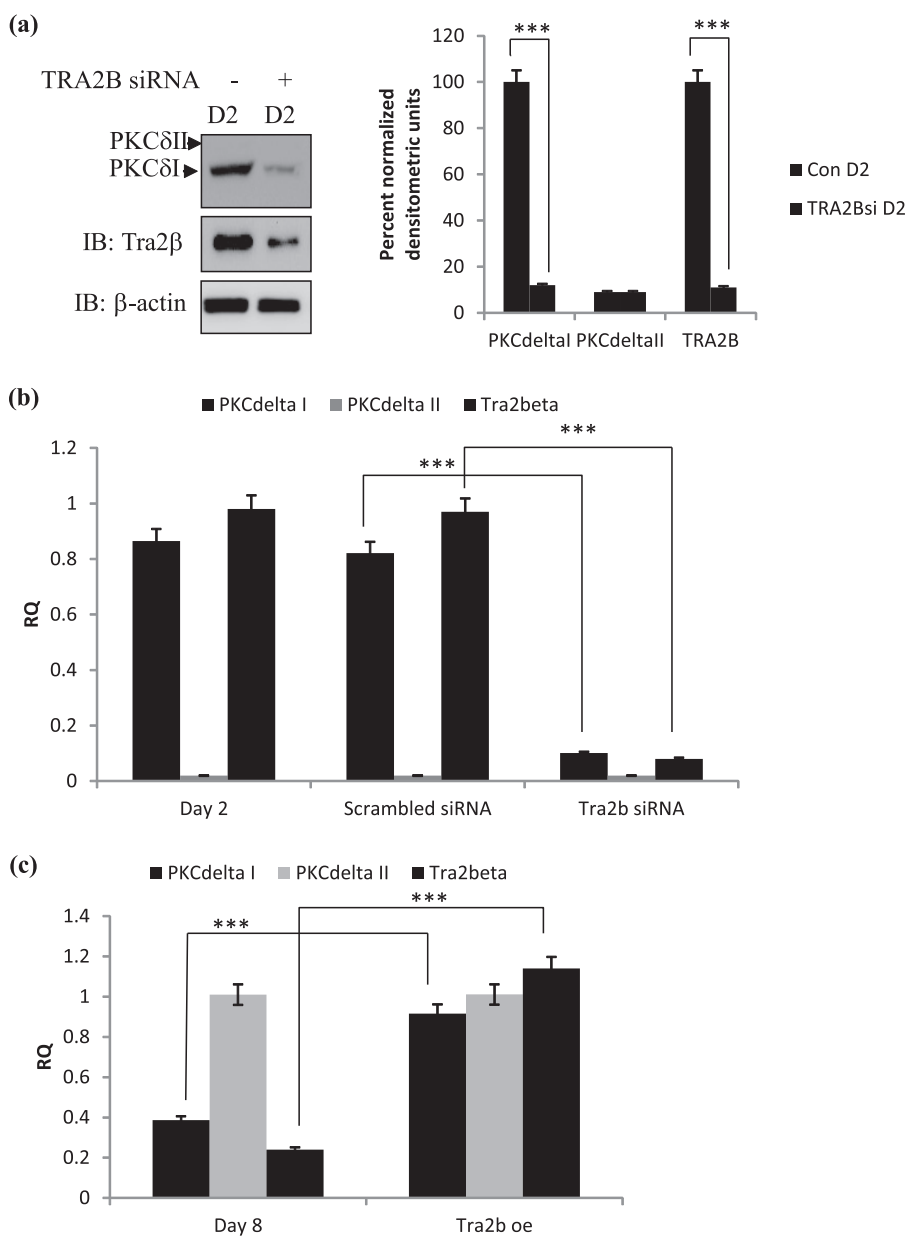 (a)
TRA2B siRNA - +
D2 D2
PKCδII
PKCδI
IB: Tra2β
IB: β-actin
Percent normalized
densitometric units
120
100
80
60
40
20
0
***
***
PKCdeltaI PKCdeltaII TRA2B
Con D2
TRA2Bsi D2
(b)
PKCdelta I PKCdelta II Tra2beta
RQ
1.2
1
0.8
0.6
0.4
0.2
0
***
***
Day 2 Scrambled siRNA Tra2b siRNA
(c)
PKCdelta I PKCdelta II Tra2beta
RQ
1.4
1.2
1
0.8
0.6
0.4
0.2
0
***
***
Day 8 Tra2b oe